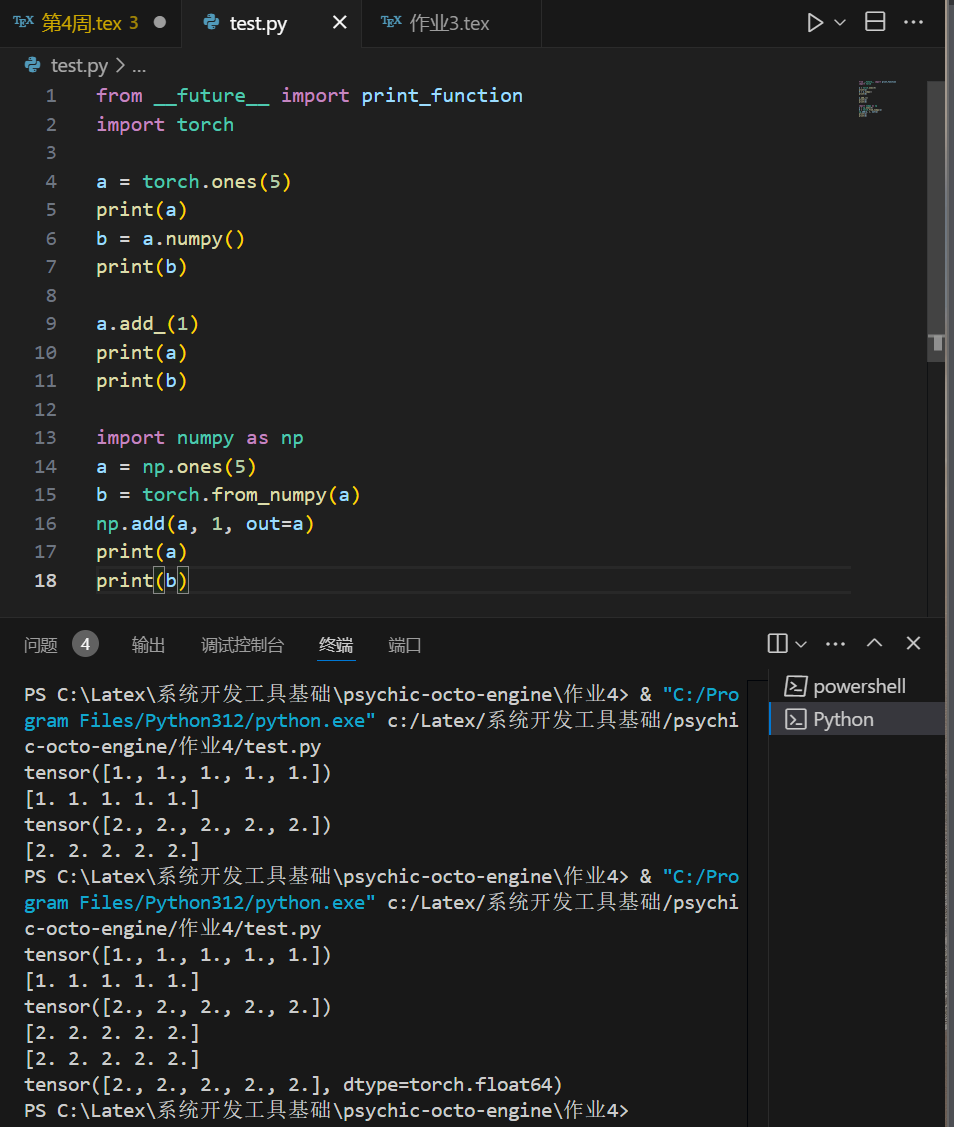 TEX 第4周.tex 3 test.py TEX 作业3.tex
test.py > ...
1 from __future__ import print_function
2 import torch
3
4 a = torch.ones(5)
5 print(a)
6 b = a.numpy()
7 print(b)
8
9 a.add_(1)
10 print(a)
11 print(b)
12
13 import numpy as np
14 a = np.ones(5)
15 b = torch.from_numpy(a)
16 np.add(a, 1, out=a)
17 print(a)
18 print(b)
问题 4 输出 调试控制台 终端 端口
powershell
Python
PS C:\Latex\系统开发工具基础\psychic-octo-engine\作业4> & "C:/Pro
gram Files/Python312/python.exe" c:/Latex/系统开发工具基础/psychi
c-octo-engine/作业4/test.py
tensor([1., 1., 1., 1., 1.])
[1. 1. 1. 1. 1.]
tensor([2., 2., 2., 2., 2.])
[2. 2. 2. 2. 2.]
PS C:\Latex\系统开发工具基础\psychic-octo-engine\作业4> & "C:/Pro
gram Files/Python312/python.exe" c:/Latex/系统开发工具基础/psychi
c-octo-engine/作业4/test.py
tensor([1., 1., 1., 1., 1.])
[1. 1. 1. 1. 1.]
tensor([2., 2., 2., 2., 2.])
[2. 2. 2. 2. 2.]
[2. 2. 2. 2. 2.]
tensor([2., 2., 2., 2., 2.], dtype=torch.float64)
PS C:\Latex\系统开发工具基础\psychic-octo-engine\作业4>